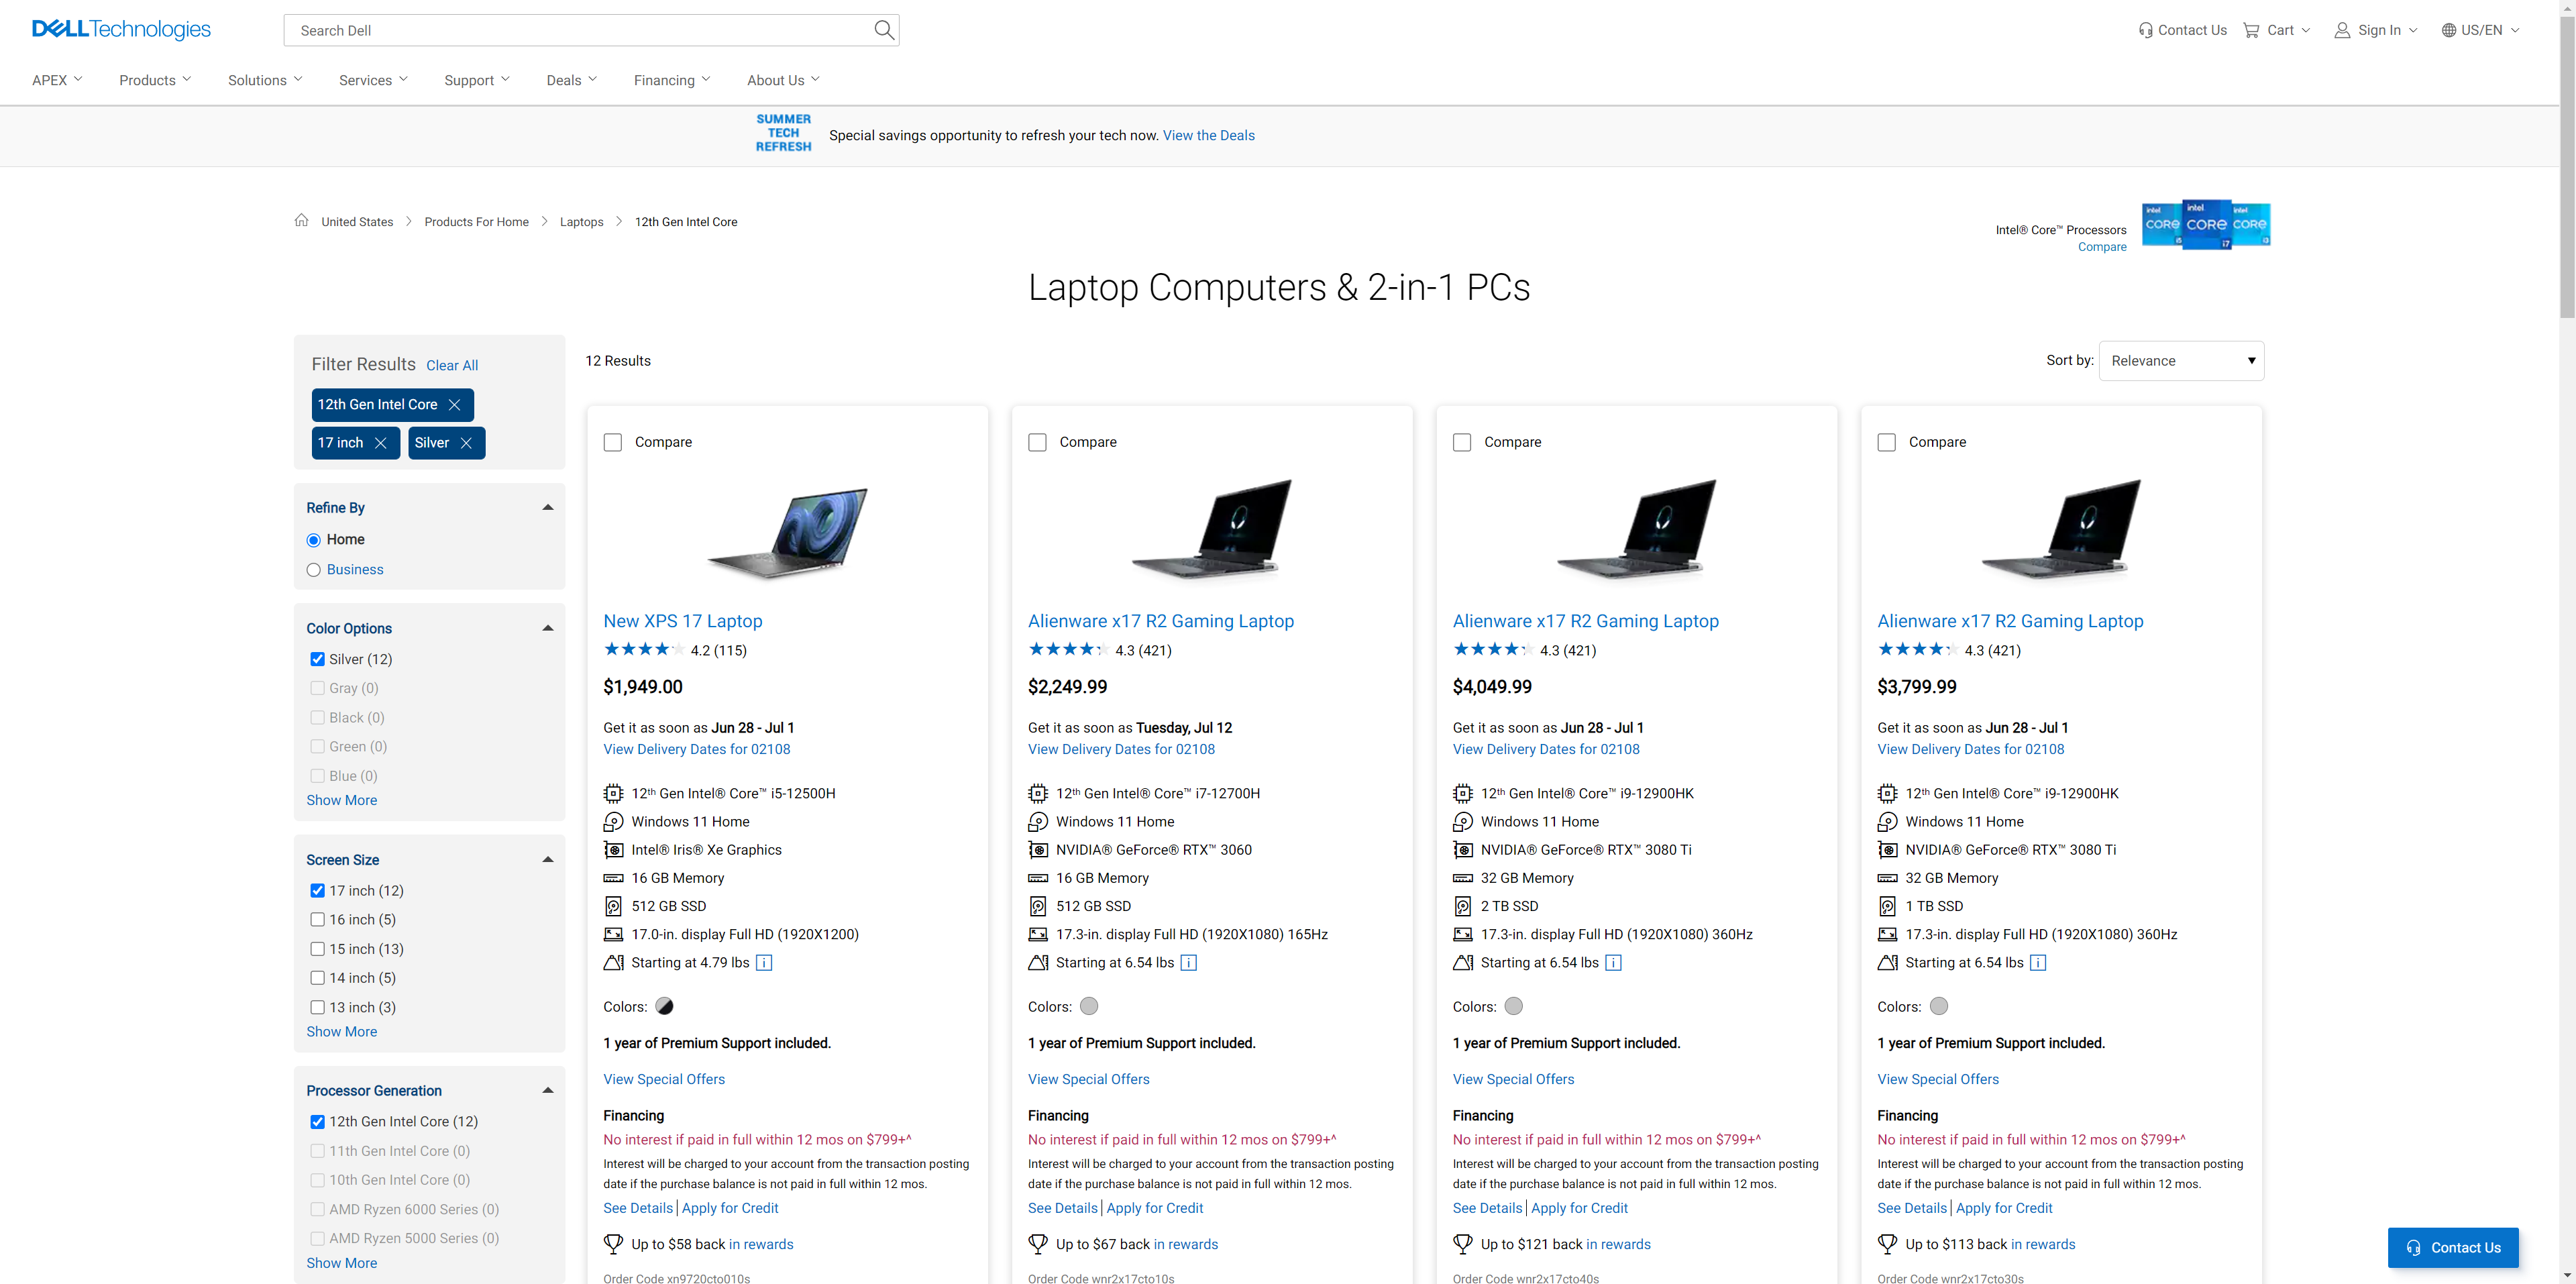 DELL Technologies
Search Dell
Contact Us
Cart
Sign In
US/EN
APEX
Products
Solutions
Services
Support
Deals
Financing
About Us
SUMMER
TECH
REFRESH
Special savings opportunity to refresh your tech now. View the Deals
United States
Products For Home
Laptops
12th Gen Intel Core
Intel® Core™ Processors
Compare
intel
CORE
i5
intel
CORE
i7
intel
CORE
i3
Laptop Computers & 2-in-1 PCs
Filter Results
Clear All
12th Gen Intel Core
17 inch
Silver
Refine By
Home
Business
Color Options
Silver (12)
Gray (0)
Black (0)
Green (0)
Blue (0)
Show More
Screen Size
17 inch (12)
16 inch (5)
15 inch (13)
14 inch (5)
13 inch (3)
Show More
Processor Generation
12th Gen Intel Core (12)
11th Gen Intel Core (0)
10th Gen Intel Core (0)
AMD Ryzen 6000 Series (0)
AMD Ryzen 5000 Series (0)
Show More
12 Results
Sort by:
Relevance
Compare
New XPS 17 Laptop
4.2 (115)
$1,949.00
Get it as soon as Jun 28 - Jul 1
View Delivery Dates for 02108
12th Gen Intel® Core™ i5-12500H
Windows 11 Home
Intel® Iris® Xe Graphics
16 GB Memory
512 GB SSD
17.0-in. display Full HD (1920X1200)
Starting at 4.79 lbs
i
Colors:
1 year of Premium Support included.
View Special Offers
Financing
No interest if paid in full within 12 mos on $799+^
Interest will be charged to your account from the transaction posting
date if the purchase balance is not paid in full within 12 mos.
See Details | Apply for Credit
Up to $58 back in rewards
Order Code xn9720cto010s
Compare
Alienware x17 R2 Gaming Laptop
4.3 (421)
$2,249.99
Get it as soon as Tuesday, Jul 12
View Delivery Dates for 02108
12th Gen Intel® Core™ i7-12700H
Windows 11 Home
NVIDIA® GeForce® RTX™ 3060
16 GB Memory
512 GB SSD
17.3-in. display Full HD (1920X1080) 165Hz
Starting at 6.54 lbs
i
Colors:
1 year of Premium Support included.
View Special Offers
Financing
No interest if paid in full within 12 mos on $799+^
Interest will be charged to your account from the transaction posting
date if the purchase balance is not paid in full within 12 mos.
See Details | Apply for Credit
Up to $67 back in rewards
Order Code wnr2x17cto10s
Compare
Alienware x17 R2 Gaming Laptop
4.3 (421)
$4,049.99
Get it as soon as Jun 28 - Jul 1
View Delivery Dates for 02108
12th Gen Intel® Core™ i9-12900HK
Windows 11 Home
NVIDIA® GeForce® RTX™ 3080 Ti
32 GB Memory
2 TB SSD
17.3-in. display Full HD (1920X1080) 360Hz
Starting at 6.54 lbs
i
Colors:
1 year of Premium Support included.
View Special Offers
Financing
No interest if paid in full within 12 mos on $799+^
Interest will be charged to your account from the transaction posting
date if the purchase balance is not paid in full within 12 mos.
See Details | Apply for Credit
Up to $121 back in rewards
Order Code wnr2x17cto40s
Compare
Alienware x17 R2 Gaming Laptop
4.3 (421)
$3,799.99
Get it as soon as Jun 28 - Jul 1
View Delivery Dates for 02108
12th Gen Intel® Core™ i9-12900HK
Windows 11 Home
NVIDIA® GeForce® RTX™ 3080 Ti
32 GB Memory
1 TB SSD
17.3-in. display Full HD (1920X1080) 360Hz
Starting at 6.54 lbs
i
Colors:
1 year of Premium Support included.
View Special Offers
Financing
No interest if paid in full within 12 mos on $799+^
Interest will be charged to your account from the transaction posting
date if the purchase balance is not paid in full within 12 mos.
See Details | Apply for Credit
Up to $113 back in rewards
Order Code wnr2x17cto30s
Contact Us